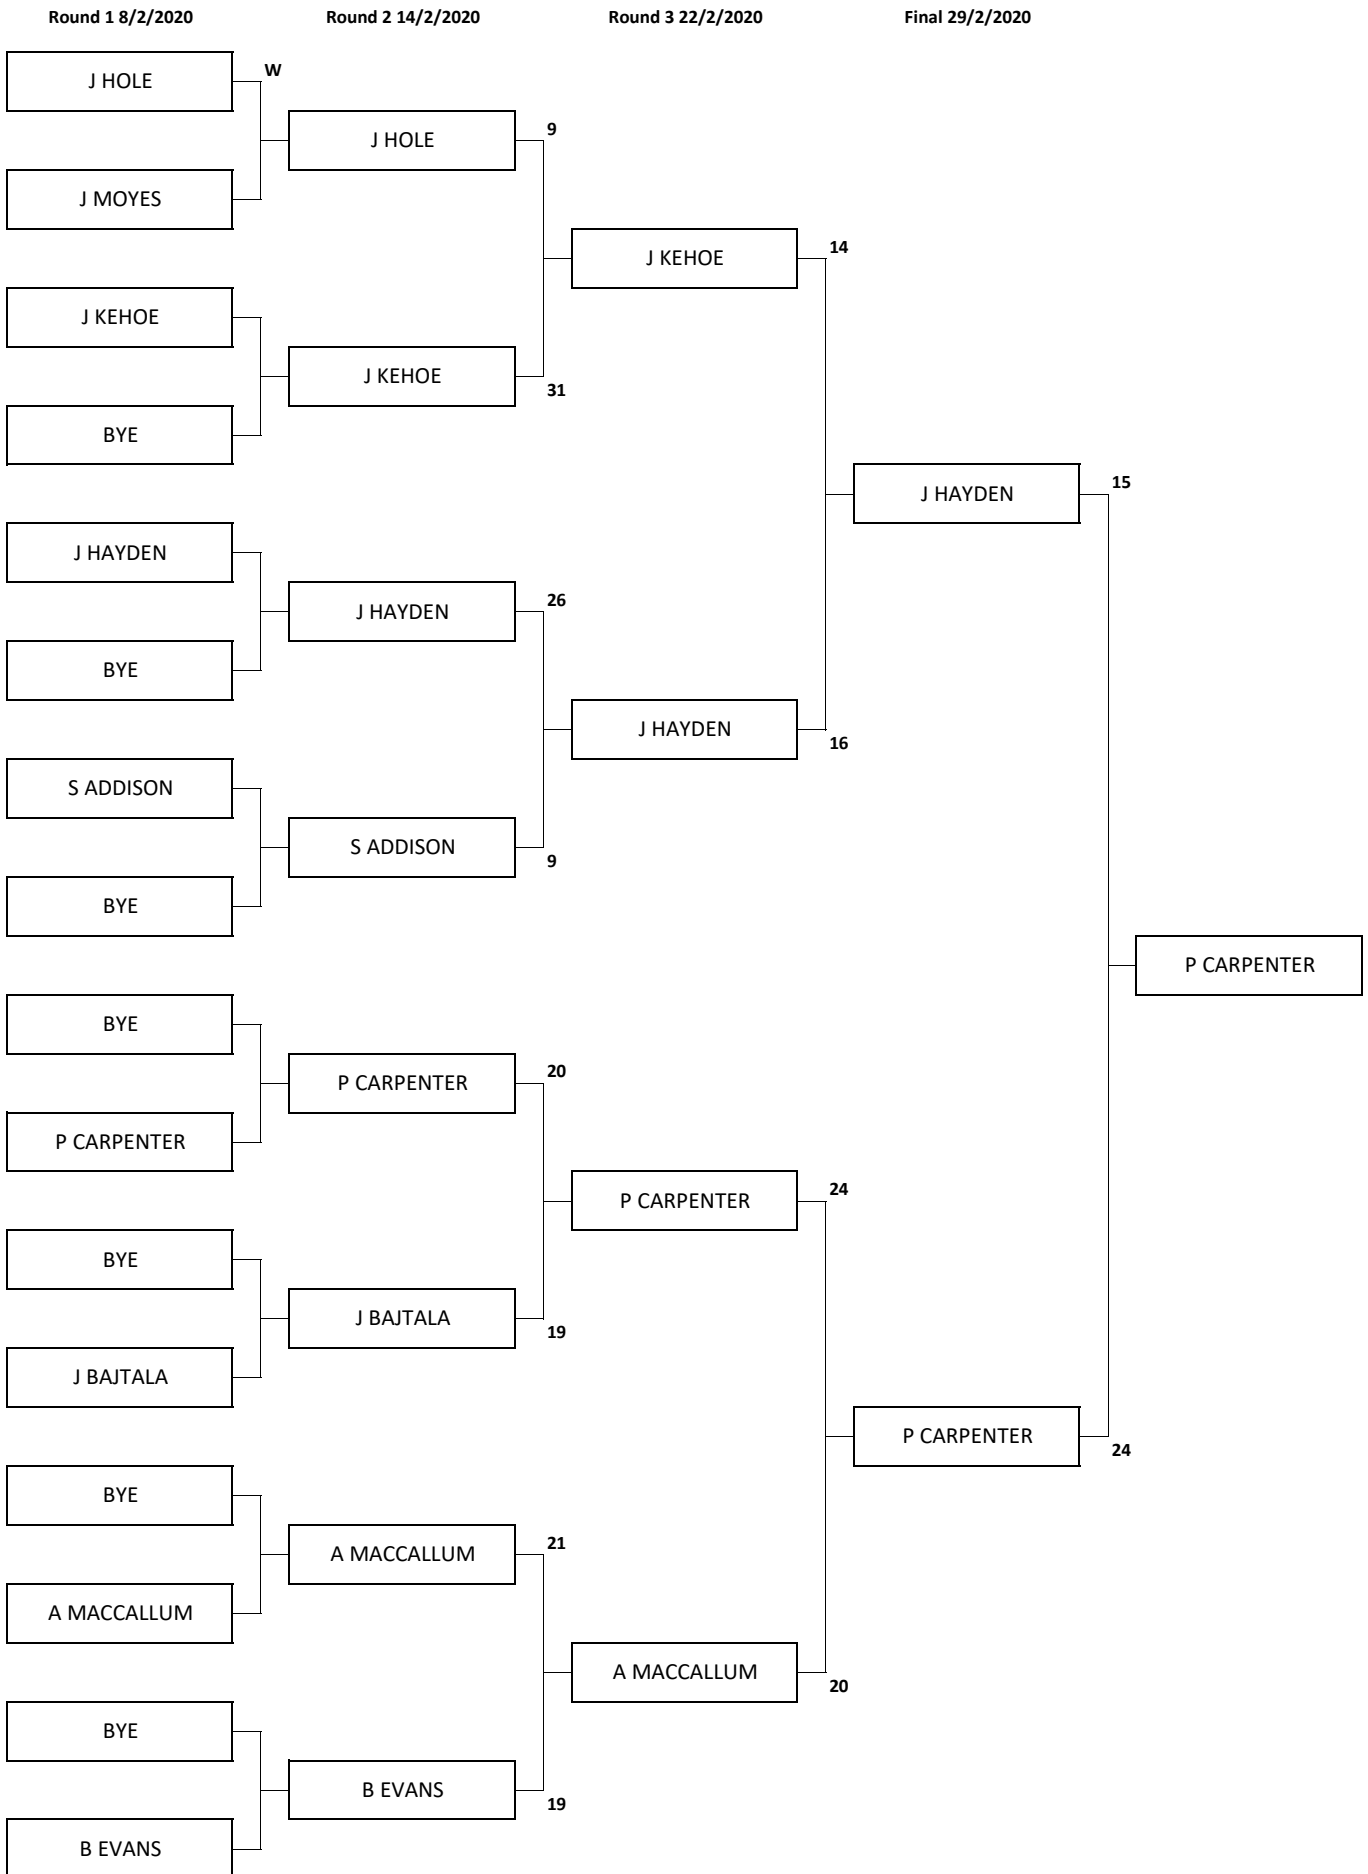 Round 1 8/2/2020 Round 2 14/2/2020 Round 3 22/2/2020 Final 29/2/2020
W
J HOLE
9
J HOLE
J MOYES
14
J KEHOE
J KEHOE
J KEHOE
31
BYE
15
J HAYDEN
J HAYDEN
26
J HAYDEN
BYE
J HAYDEN
16
S ADDISON
S ADDISON
9
BYE
P CARPENTER
BYE
20
P CARPENTER
P CARPENTER
24
P CARPENTER
BYE
J BAJTALA
19
J BAJTALA
P CARPENTER
24
BYE
21
A MACCALLUM
A MACCALLUM
A MACCALLUM
20
BYE
B EVANS
19
B EVANS